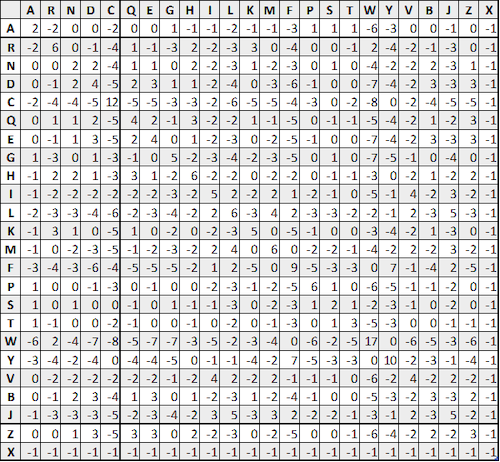 A R N D C Q E G H I L K M F P S T W Y V B J Z X
A 2 -2 0 0 -2 0 0 1 -1 -1 -2 -1 -1 -3 1 1 1 -6 -3 0 0 -1 0 -1
R -2 6 0 -1 -4 1 -1 -3 2 -2 -3 3 0 -4 0 0 -1 2 -4 -2 -1 -3 0 -1
N 0 0 2 2 -4 1 1 0 2 -2 -3 1 -2 -3 0 1 0 -4 -2 -2 2 -3 1 -1
D 0 -1 2 4 -5 2 3 1 1 -2 -4 0 -3 -6 -1 0 0 -7 -4 -2 3 -3 3 -1
C -2 -4 -4 -5 12 -5 -5 -3 -3 -2 -6 -5 -5 -4 -3 0 -2 -8 0 -2 -4 -5 -5 -1
Q 0 1 1 2 -5 4 2 -1 3 -2 -2 1 -1 -5 0 -1 -1 -5 -4 -2 1 -2 3 -1
E 0 -1 1 3 -5 2 4 0 1 -2 -3 0 -2 -5 -1 0 0 -7 -4 -2 3 -3 3 -1
G 1 -3 0 1 -3 -1 0 5 -2 -3 -4 -2 -3 -5 0 1 0 -7 -5 -1 0 -4 0 -1
H -1 2 2 1 -3 3 1 -2 6 -2 -2 0 -2 -2 0 -1 -1 -3 0 -2 1 -2 2 -1
I -1 -2 -2 -2 -2 -2 -2 -3 -2 5 2 -2 2 1 -2 -1 0 -5 -1 4 -2 3 -2 -1
L -2 -3 -3 -4 -6 -2 -3 -4 -2 2 6 -3 4 2 -3 -3 -2 -2 -1 2 -3 5 -3 -1
K -1 3 1 0 -5 1 0 -2 0 -2 -3 5 0 -5 -1 0 0 -3 -4 -2 1 -3 0 -1
M -1 0 -2 -3 -5 -1 -2 -3 -2 2 4 0 6 0 -2 -2 -1 -4 -2 2 -2 3 -2 -1
F -3 -4 -3 -6 -4 -5 -5 -5 -2 1 2 -5 0 9 -5 -3 -3 0 7 -1 -4 2 -5 -1
P 1 0 0 -1 -3 0 -1 0 0 -2 -3 -1 -2 -5 6 1 0 -6 -5 -1 -1 -2 0 -1
S 1 0 1 0 0 -1 0 1 -1 -1 -3 0 -2 -3 1 2 1 -2 -3 -1 0 -2 0 -1
T 1 -1 0 0 -2 -1 0 0 -1 0 -2 0 -1 -3 0 1 3 -5 -3 0 0 -1 -1 -1
W -6 2 -4 -7 -8 -5 -7 -7 -3 -5 -2 -3 -4 0 -6 -2 -5 17 0 -6 -5 -3 -6 -1
Y -3 -4 -2 -4 0 -4 -4 -5 0 -1 -1 -4 -2 7 -5 -3 -3 0 10 -2 -3 -1 -4 -1
V 0 -2 -2 -2 -2 -2 -2 -1 -2 4 2 -2 2 -1 -1 -1 0 -6 -2 4 -2 2 -2 -1
B 0 -1 2 3 -4 1 3 0 1 -2 -3 1 -2 -4 -1 0 0 -5 -3 -2 3 -3 2 -1
J -1 -3 -3 -3 -5 -2 -3 -4 -2 3 5 -3 3 2 -2 -2 -1 -3 -1 2 -3 5 -2 -1
Z 0 0 1 3 -5 3 3 0 2 -2 -3 0 -2 -5 0 0 -1 -6 -4 -2 2 -2 3 -1
X -1 -1 -1 -1 -1 -1 -1 -1 -1 -1 -1 -1 -1 -1 -1 -1 -1 -1 -1 -1 -1 -1 -1 -1